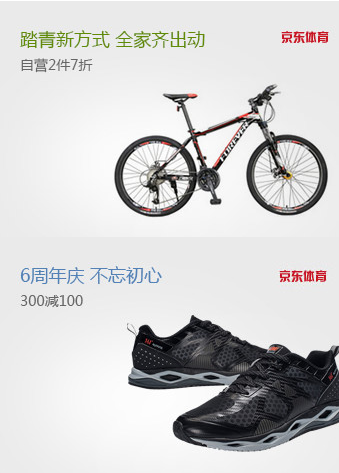 踏青新方式 全家齐出动
京东体育
自营2件7折
FOREVER
6周年庆 不忘初心
京东体育
300减100